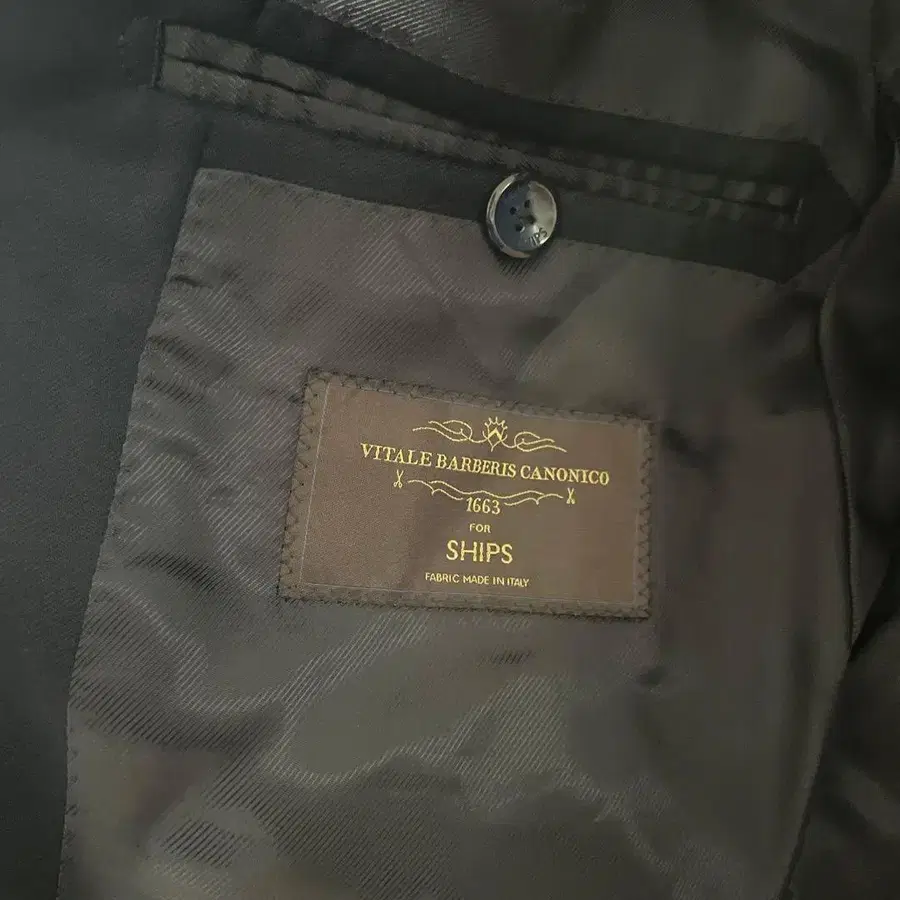 VITALE BARBERIS CANONICO
1663
FOR
SHIPS
FABRIC MADE IN ITALY